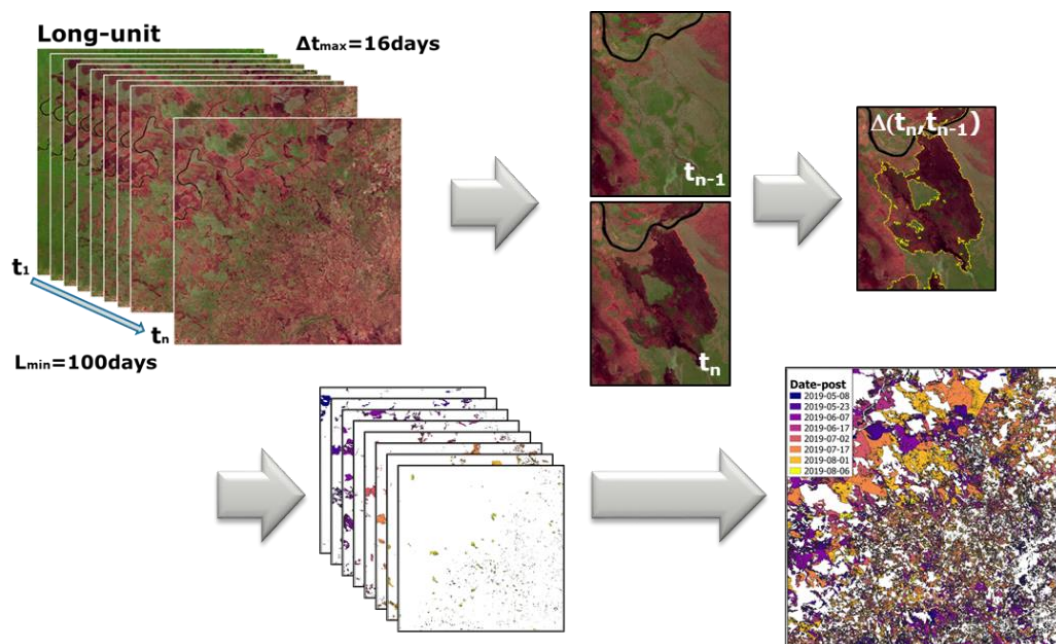 Long-unit
Δtmax=16days
t1
tn
Lmin=100days
tn-1
tn
Δ(tn,tn-1)
Date-post
2019-05-08
2019-05-23
2019-06-07
2019-06-17
2019-07-02
2019-07-17
2019-08-01
2019-08-06